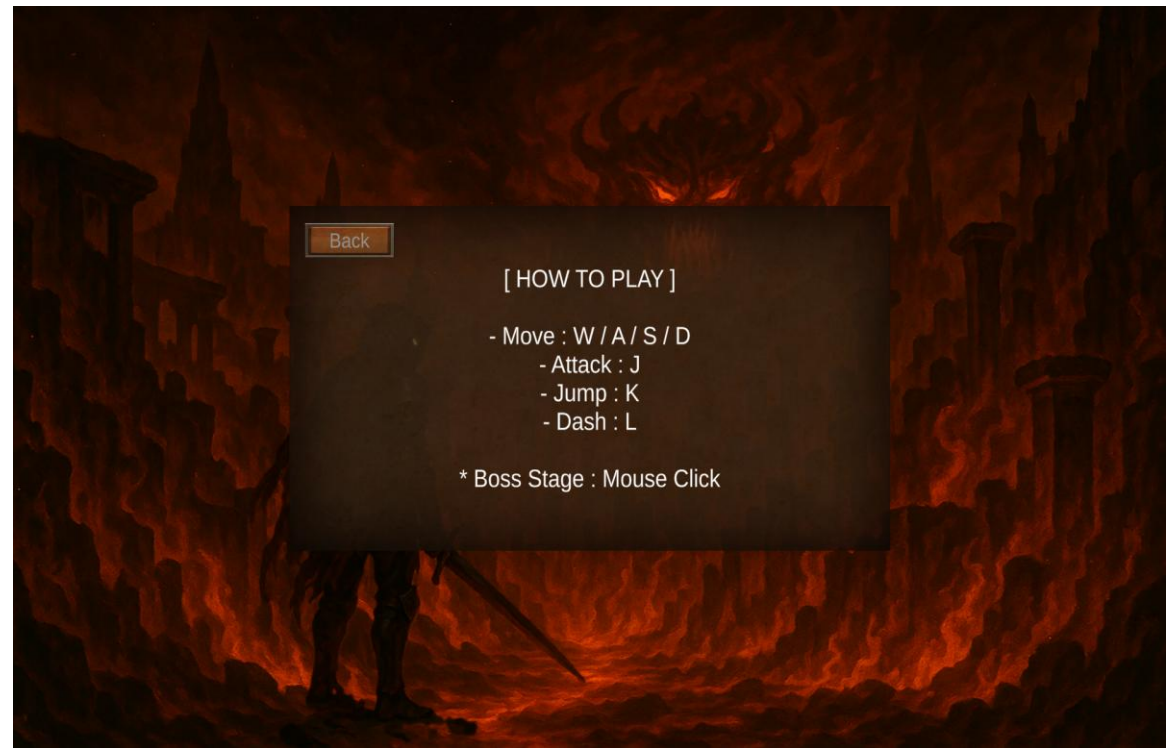 Back
[ HOW TO PLAY ]
- Move : W / A / S / D
- Attack : J
- Jump : K
- Dash : L
* Boss Stage : Mouse Click